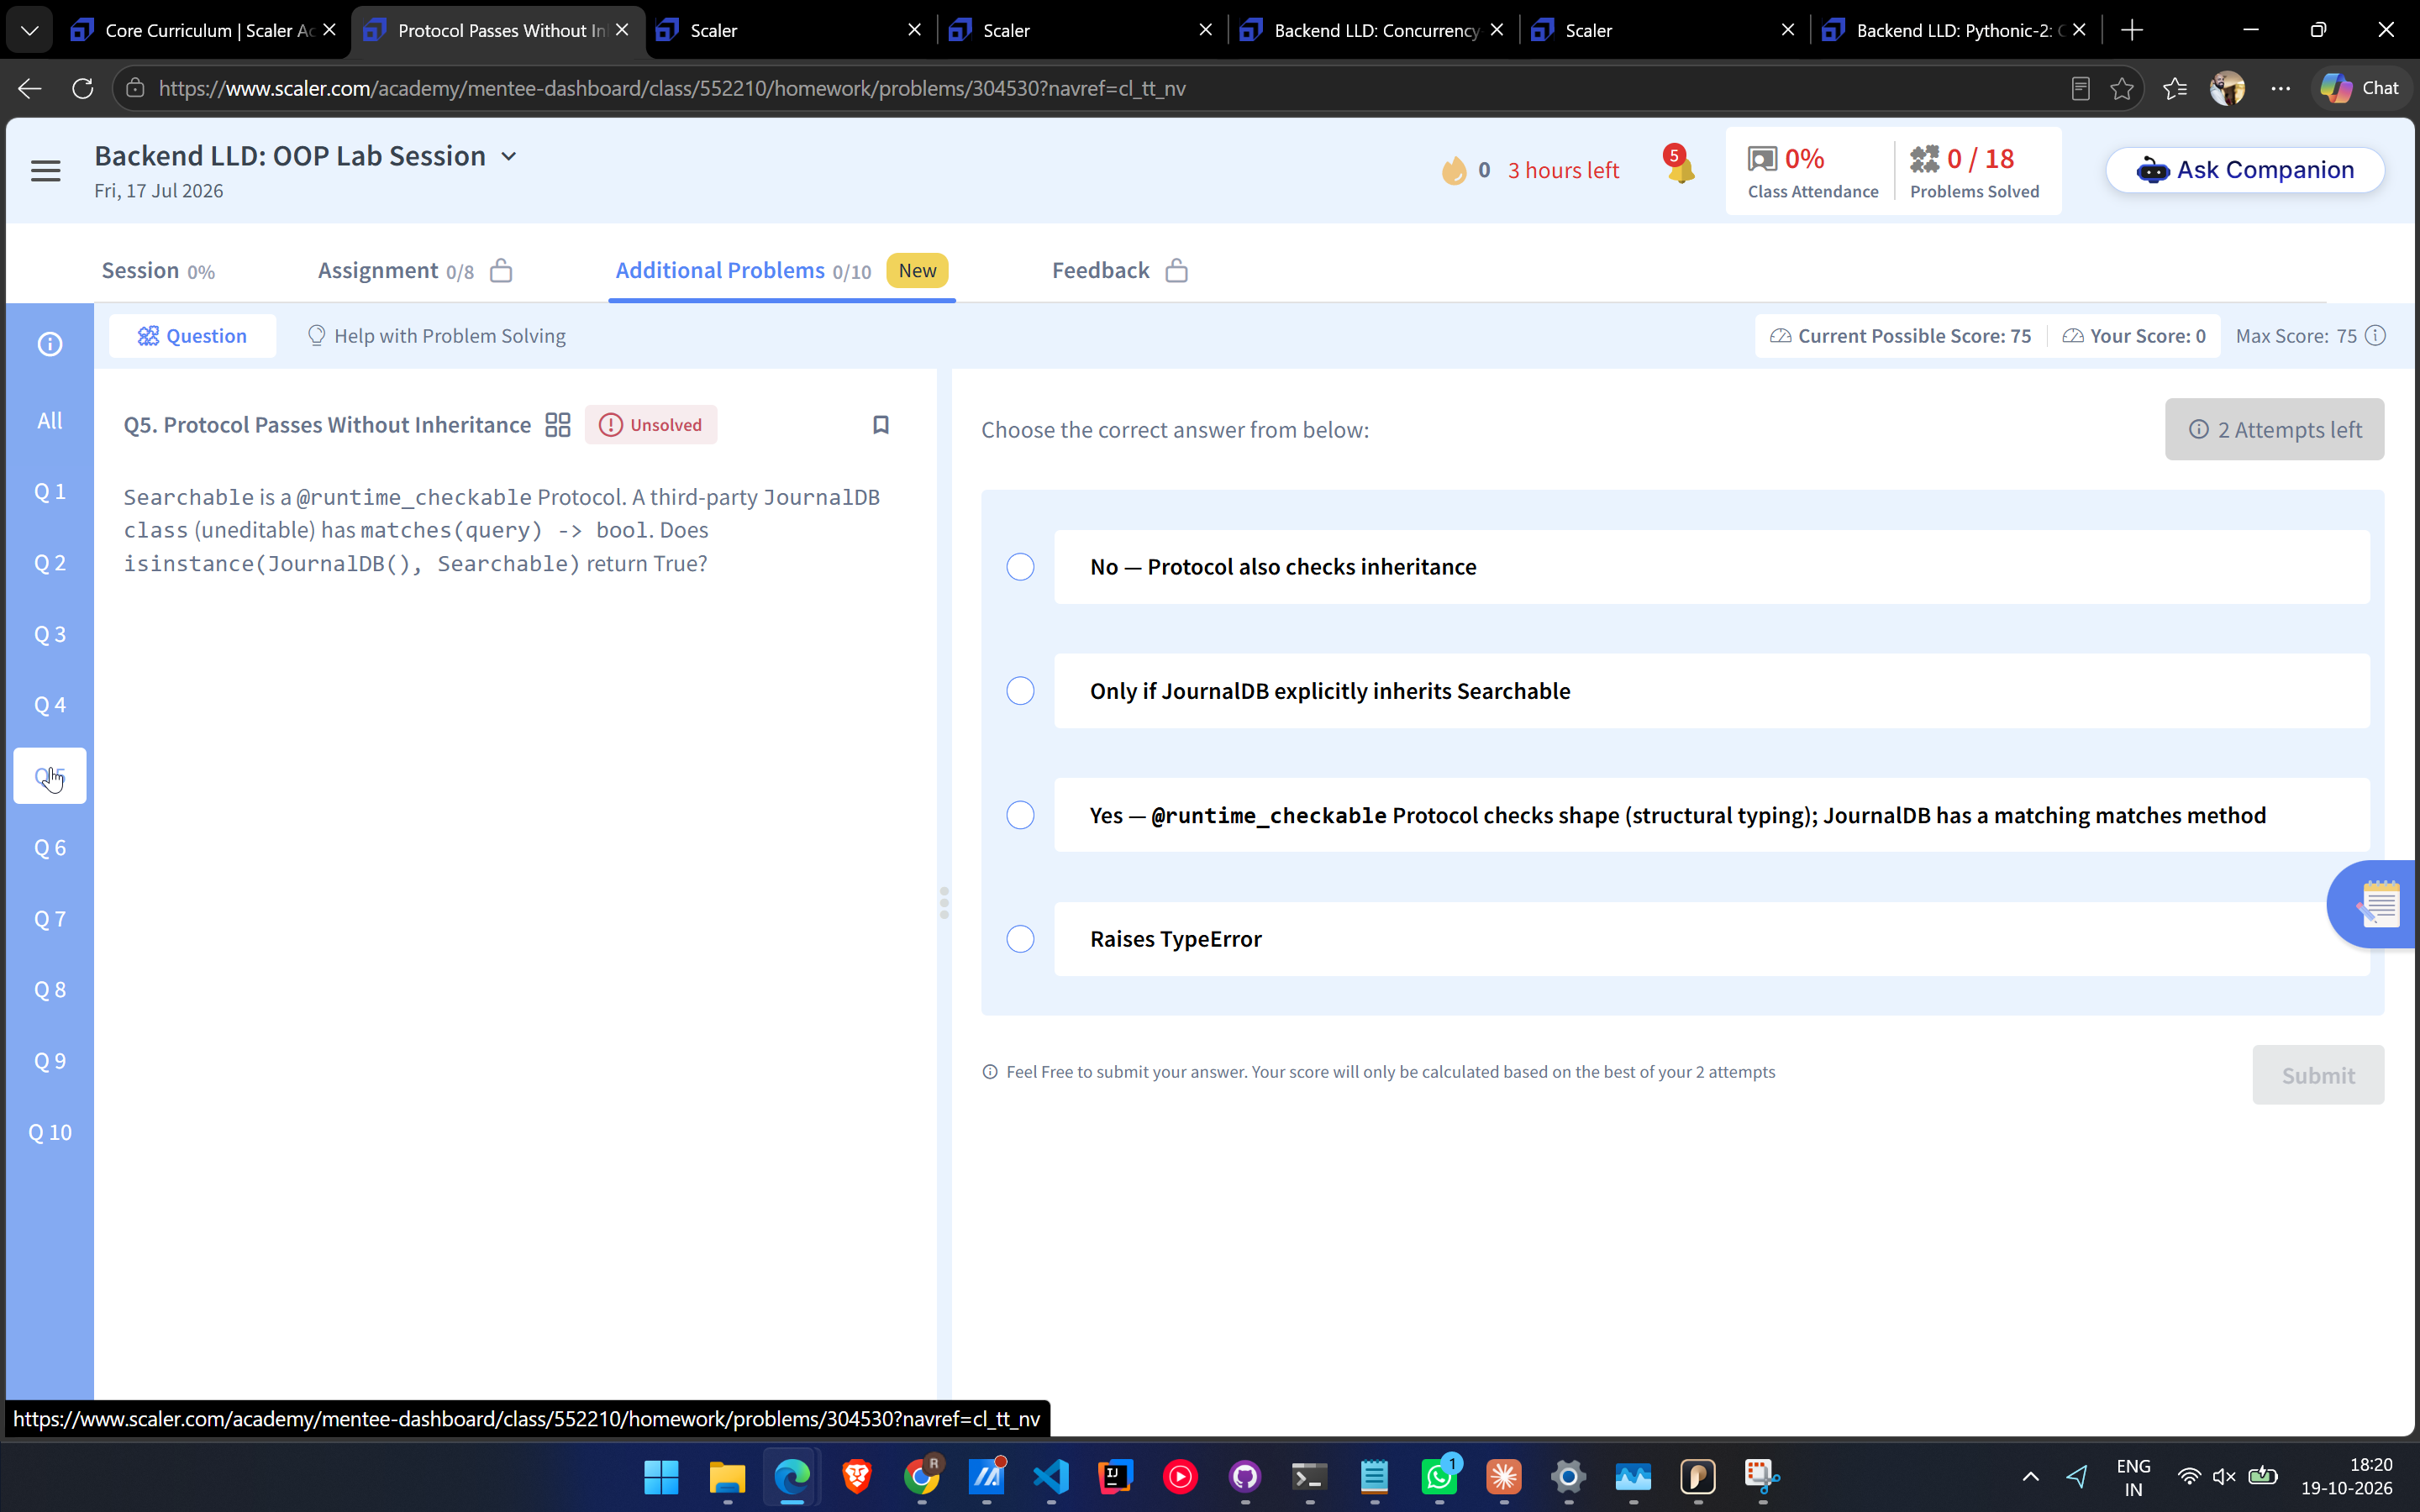 Core Curriculum | Scaler Ac
Protocol Passes Without In
Scaler
Scaler
Backend LLD: Concurrency
Scaler
Backend LLD: Pythonic-2: C
https://www.scaler.com/academy/mentee-dashboard/class/552210/homework/problems/304530?navref=cl_tt_nv
Chat
Backend LLD: OOP Lab Session
Fri, 17 Jul 2026
0 3 hours left
5
0%
Class Attendance
0 / 18
Problems Solved
Ask Companion
Session 0%
Assignment 0/8
Additional Problems 0/10 New
Feedback
Question
Help with Problem Solving
Current Possible Score: 75
Your Score: 0
Max Score: 75
All
Q 1
Q 2
Q 3
Q 4
Q 6
Q 7
Q 8
Q 9
Q 10
Q5. Protocol Passes Without Inheritance
Unsolved
Searchable is a @runtime_checkable Protocol. A third-party JournalDB
class (uneditable) has matches(query) -> bool. Does
isinstance(JournalDB(), Searchable) return True?
Choose the correct answer from below:
2 Attempts left
No — Protocol also checks inheritance
Only if JournalDB explicitly inherits Searchable
Yes — @runtime_checkable Protocol checks shape (structural typing); JournalDB has a matching matches method
Raises TypeError
Feel Free to submit your answer. Your score will only be calculated based on the best of your 2 attempts
Submit
https://www.scaler.com/academy/mentee-dashboard/class/552210/homework/problems/304530?navref=cl_tt_nv
R
IJ
1
ENG
IN
18:20
19-10-2026